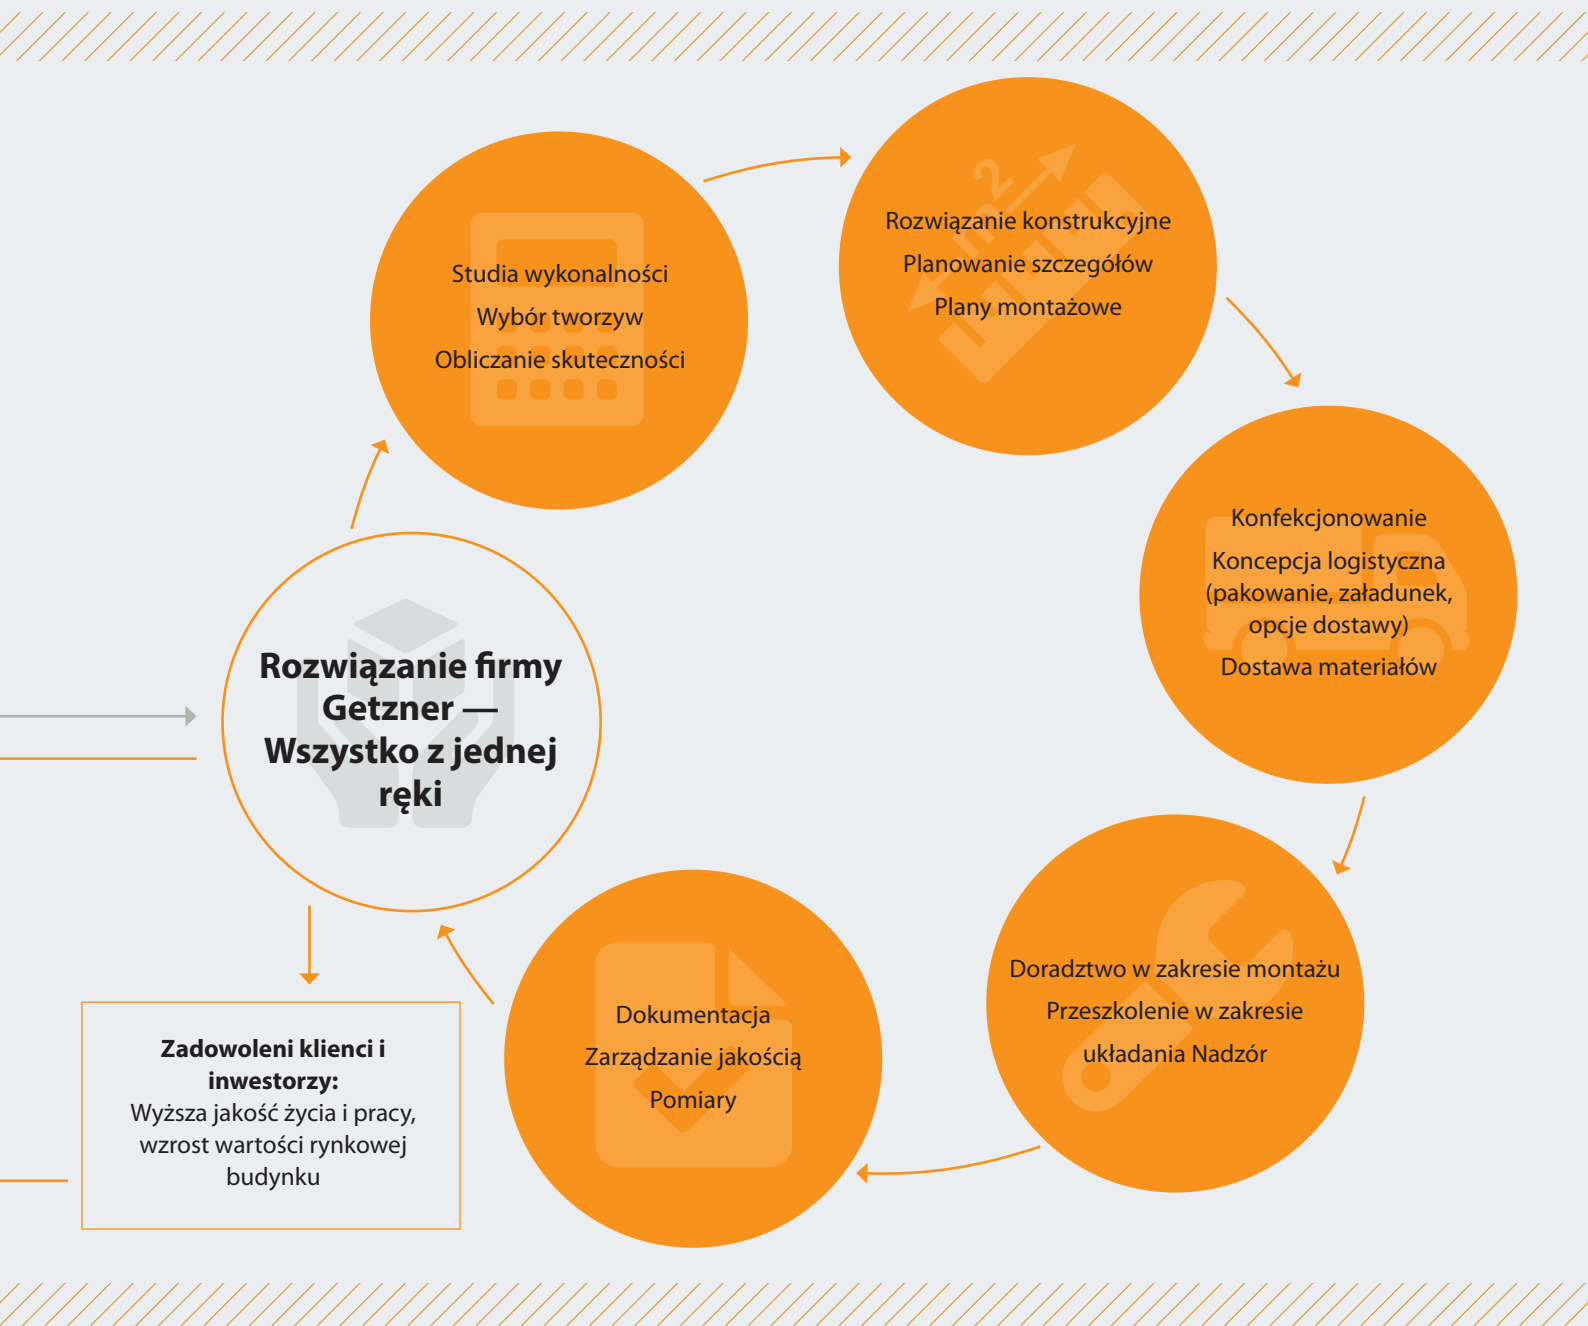 Studia wykonalności
Wybór tworzyw
Obliczanie skuteczności
m²
Rozwiązanie konstrukcyjne
Planowanie szczegółów
Plany montażowe
Konfekcjonowanie
Koncepcja logistyczna
(pakowanie, załadunek,
opcje dostawy)
Dostawa materiałów
Doradztwo w zakresie montażu
Przeszkolenie w zakresie
układania Nadzór
Dokumentacja
Zarządzanie jakością
Pomiary
Rozwiązanie firmy
Getzner —
Wszystko z jednej
ręki
Zadowoleni klienci i
inwestorzy:
Wyższa jakość życia i pracy,
wzrost wartości rynkowej
budynku